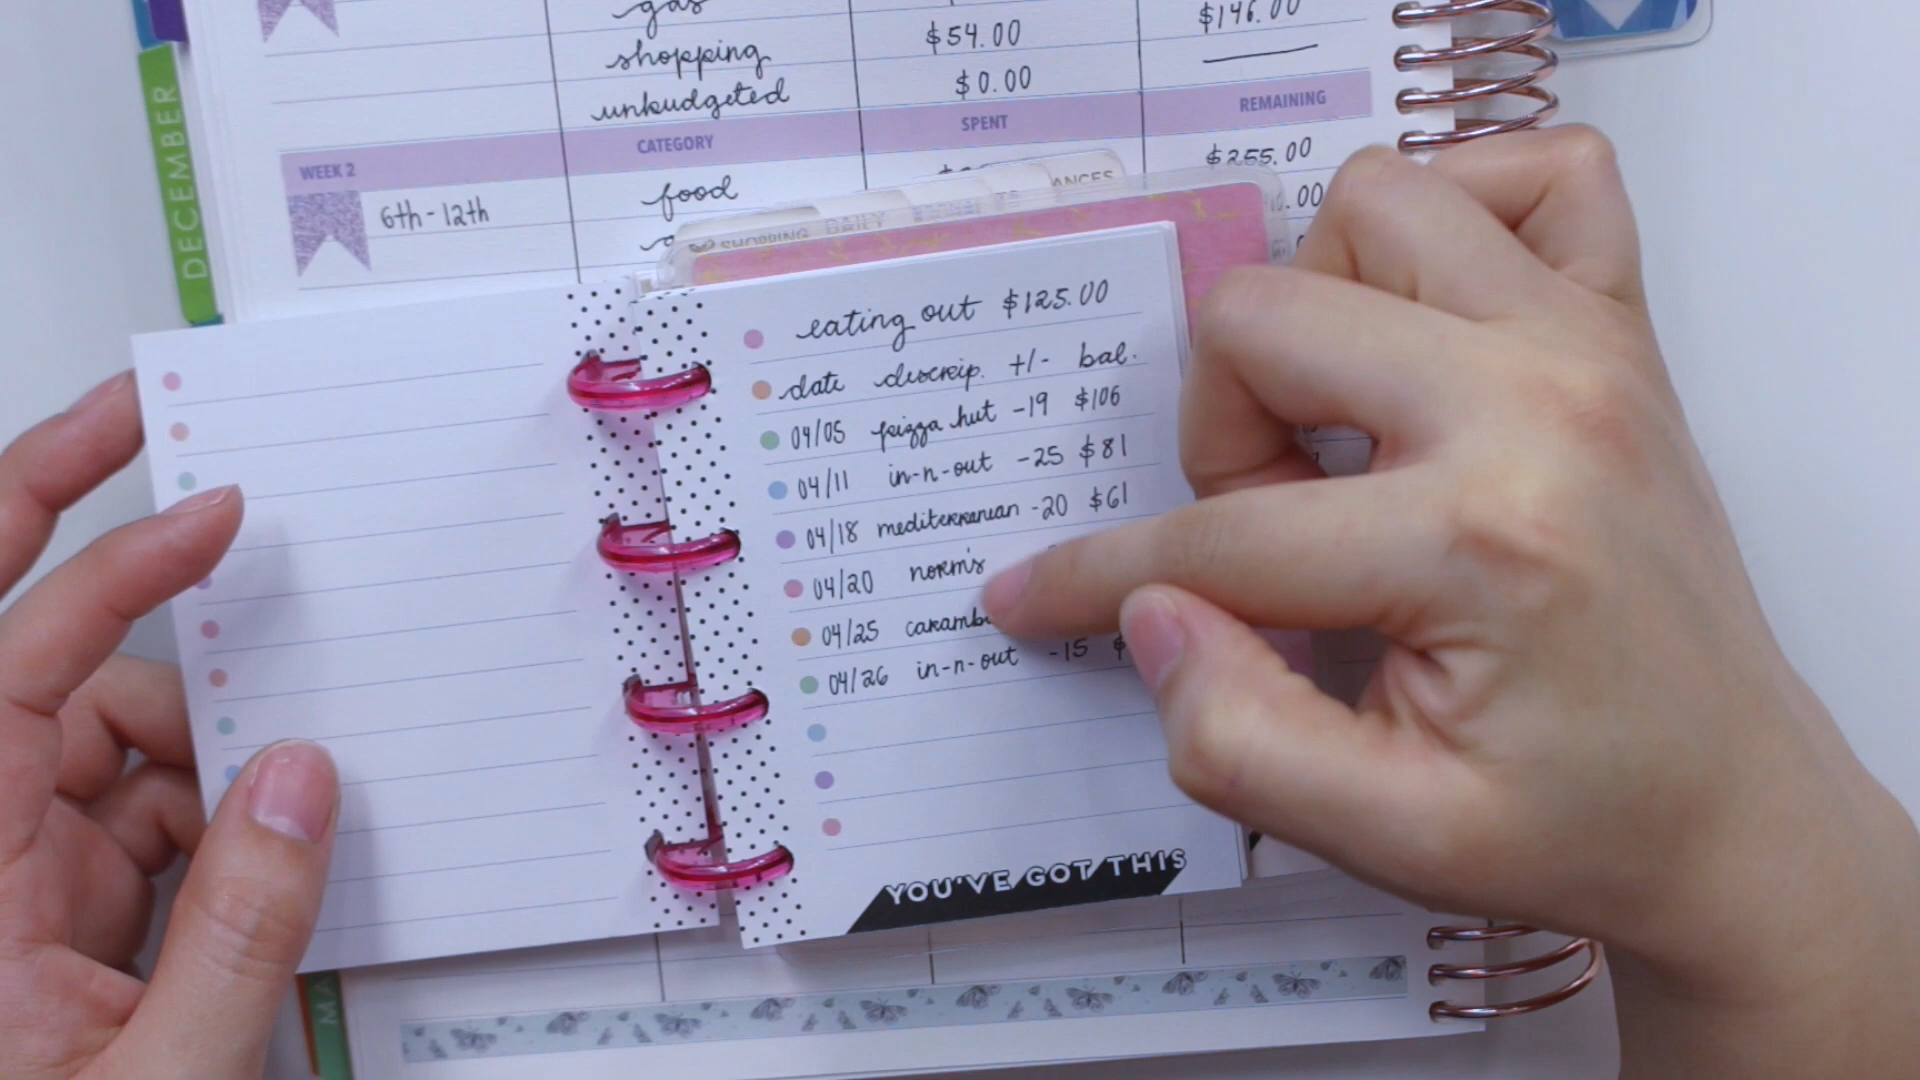 gas
shopping $54.00 $146.00
unbudgeted $0.00
WEEK 2 CATEGORY SPENT REMAINING
6th-12th food $255.00
DECEMBER
SHOPPING DAILY
eating out $125.00
date descrip. +/- bal.
04/05 pizza hut -19 $106
04/11 in-n-out -25 $81
04/18 mediterranean -20 $61
04/20 norm's
04/25
04/26 in-n-out -15 $
YOU'VE GOT THIS